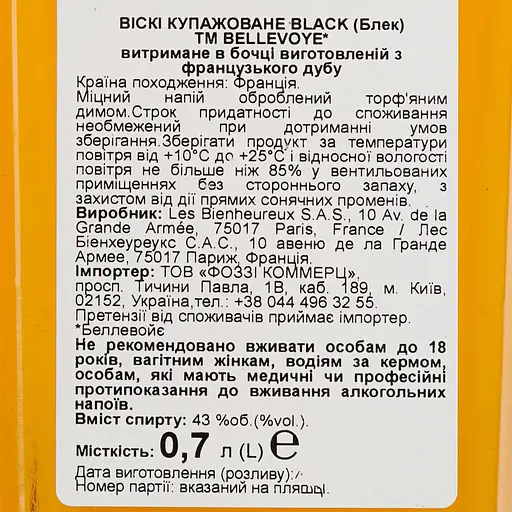 ВІСКІ КУПАЖОВАНЕ BLACK (Блек)
ТМ BELLEVOYE*
витримане в бочці виготовленій з
французького дубу
Країна походження: Франція.
Міцний напій оброблений торф'яним
димом.Строк придатності до споживання
необмежений при дотриманні умов
зберігання.Зберігати продукт за температури
повітря від +10°С до +25°С і відносної вологості
повітря не більше ніж 85% у вентильованих
приміщеннях без стороннього запаху, з
захистом від дії прямих сонячних променів.
Виробник: Les Bienheureux S.A.S., 10 Av. de la
Grande Armée, 75017 Paris, France / Лес
Бієнхеуреукс С.А.С., 10 авеню де ла Гранде
Армее, 75017 Париж, Франція.
Імпортер: ТОВ «ФОЗЗІ КОММЕРЦ»,
просп. Тичини Павла, 1В, каб. 189, м. Київ,
02152, Україна,тел.: +38 044 496 32 55.
Претензії від споживачів приймає імпортер.
*Беллевойє
Не рекомендовано вживати особам до 18
років, вагітним жінкам, водіям за кермом,
особам, які мають медичні чи професійні
протипоказання до вживання алкогольних
напоїв.
Вміст спирту: 43 %об.(%vol.).
Місткість: 0,7 л (L) ℮
Дата виготовлення (розливу):
Номер партії: вказаний на пляшці.